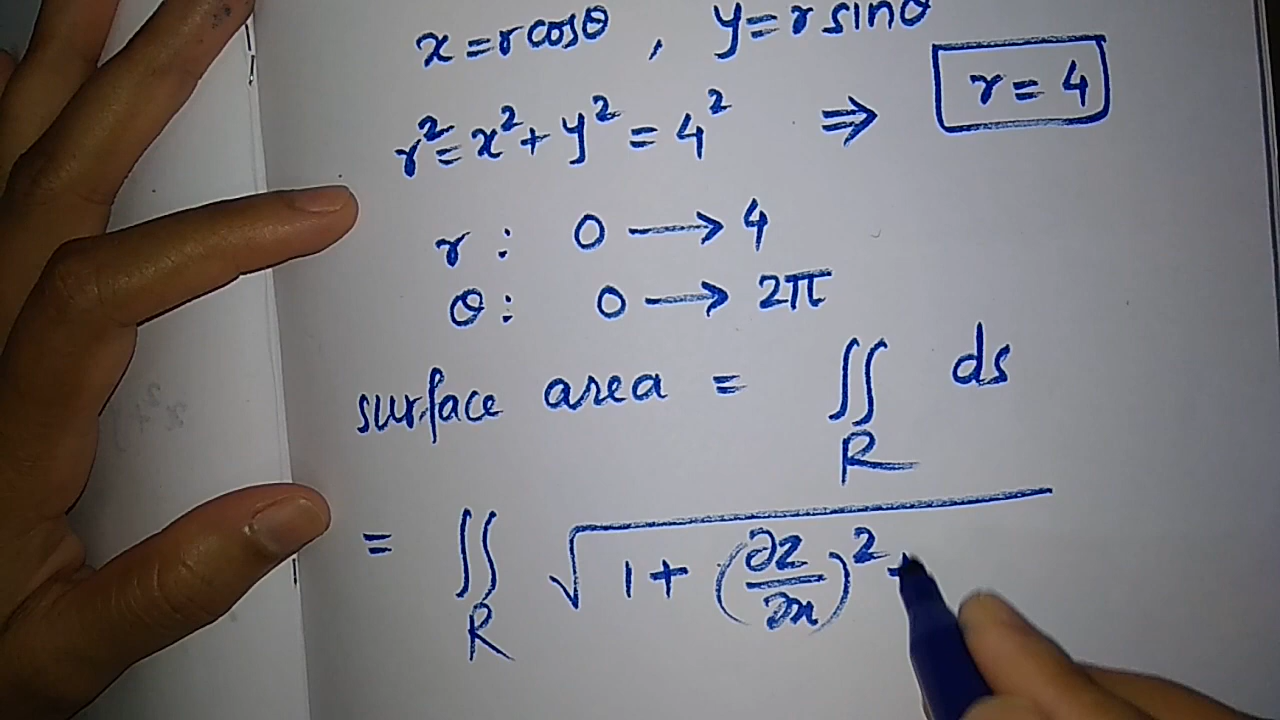 x = r cosθ , y = r sinθ
r² = x² + y² = 4² ⇒ r = 4
r : 0 → 4
θ : 0 → 2π
surface area = ∬_R ds
= ∬_R √(1 + (∂z/∂x)² +